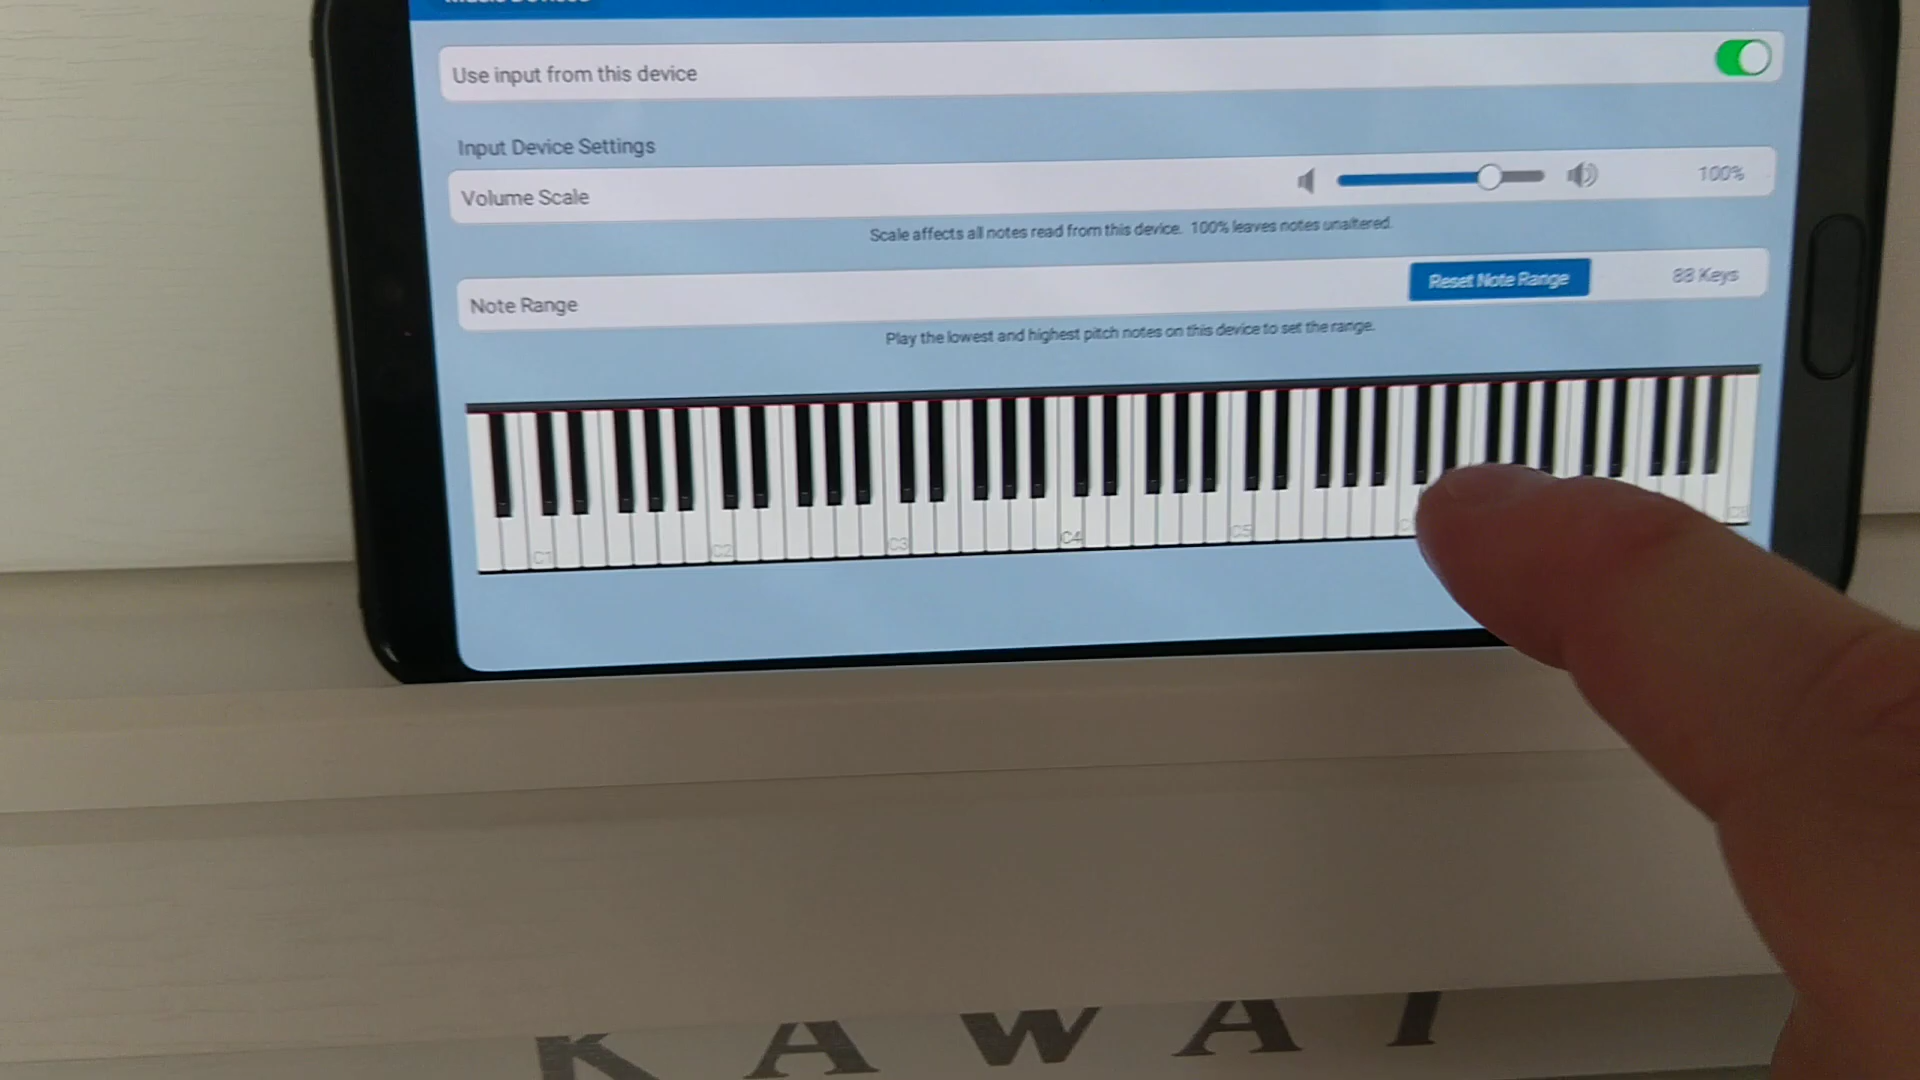 Music Devices
Use input from this device
Input Device Settings
Volume Scale
100%
Scale affects all notes read from this device. 100% leaves notes unaltered.
Note Range
Reset Note Range
88 Keys
Play the lowest and highest pitch notes on this device to set the range.
C1 C2 C3 C4 C5
KAWAI